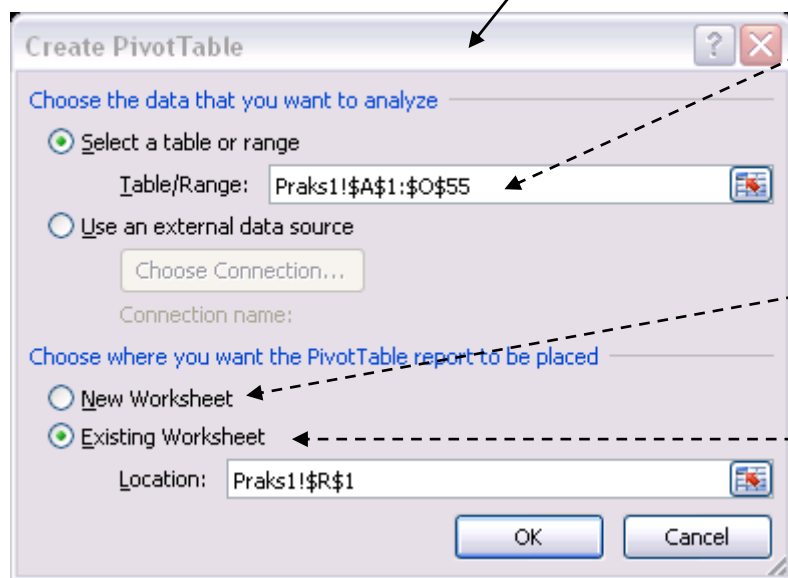 Create PivotTable
?
Choose the data that you want to analyze
Select a table or range
Table/Range: Praks1!$A$1:$O$55
Use an external data source
Choose Connection...
Connection name:
Choose where you want the PivotTable report to be placed
New Worksheet
Existing Worksheet
Location: Praks1!$R$1
OK Cancel